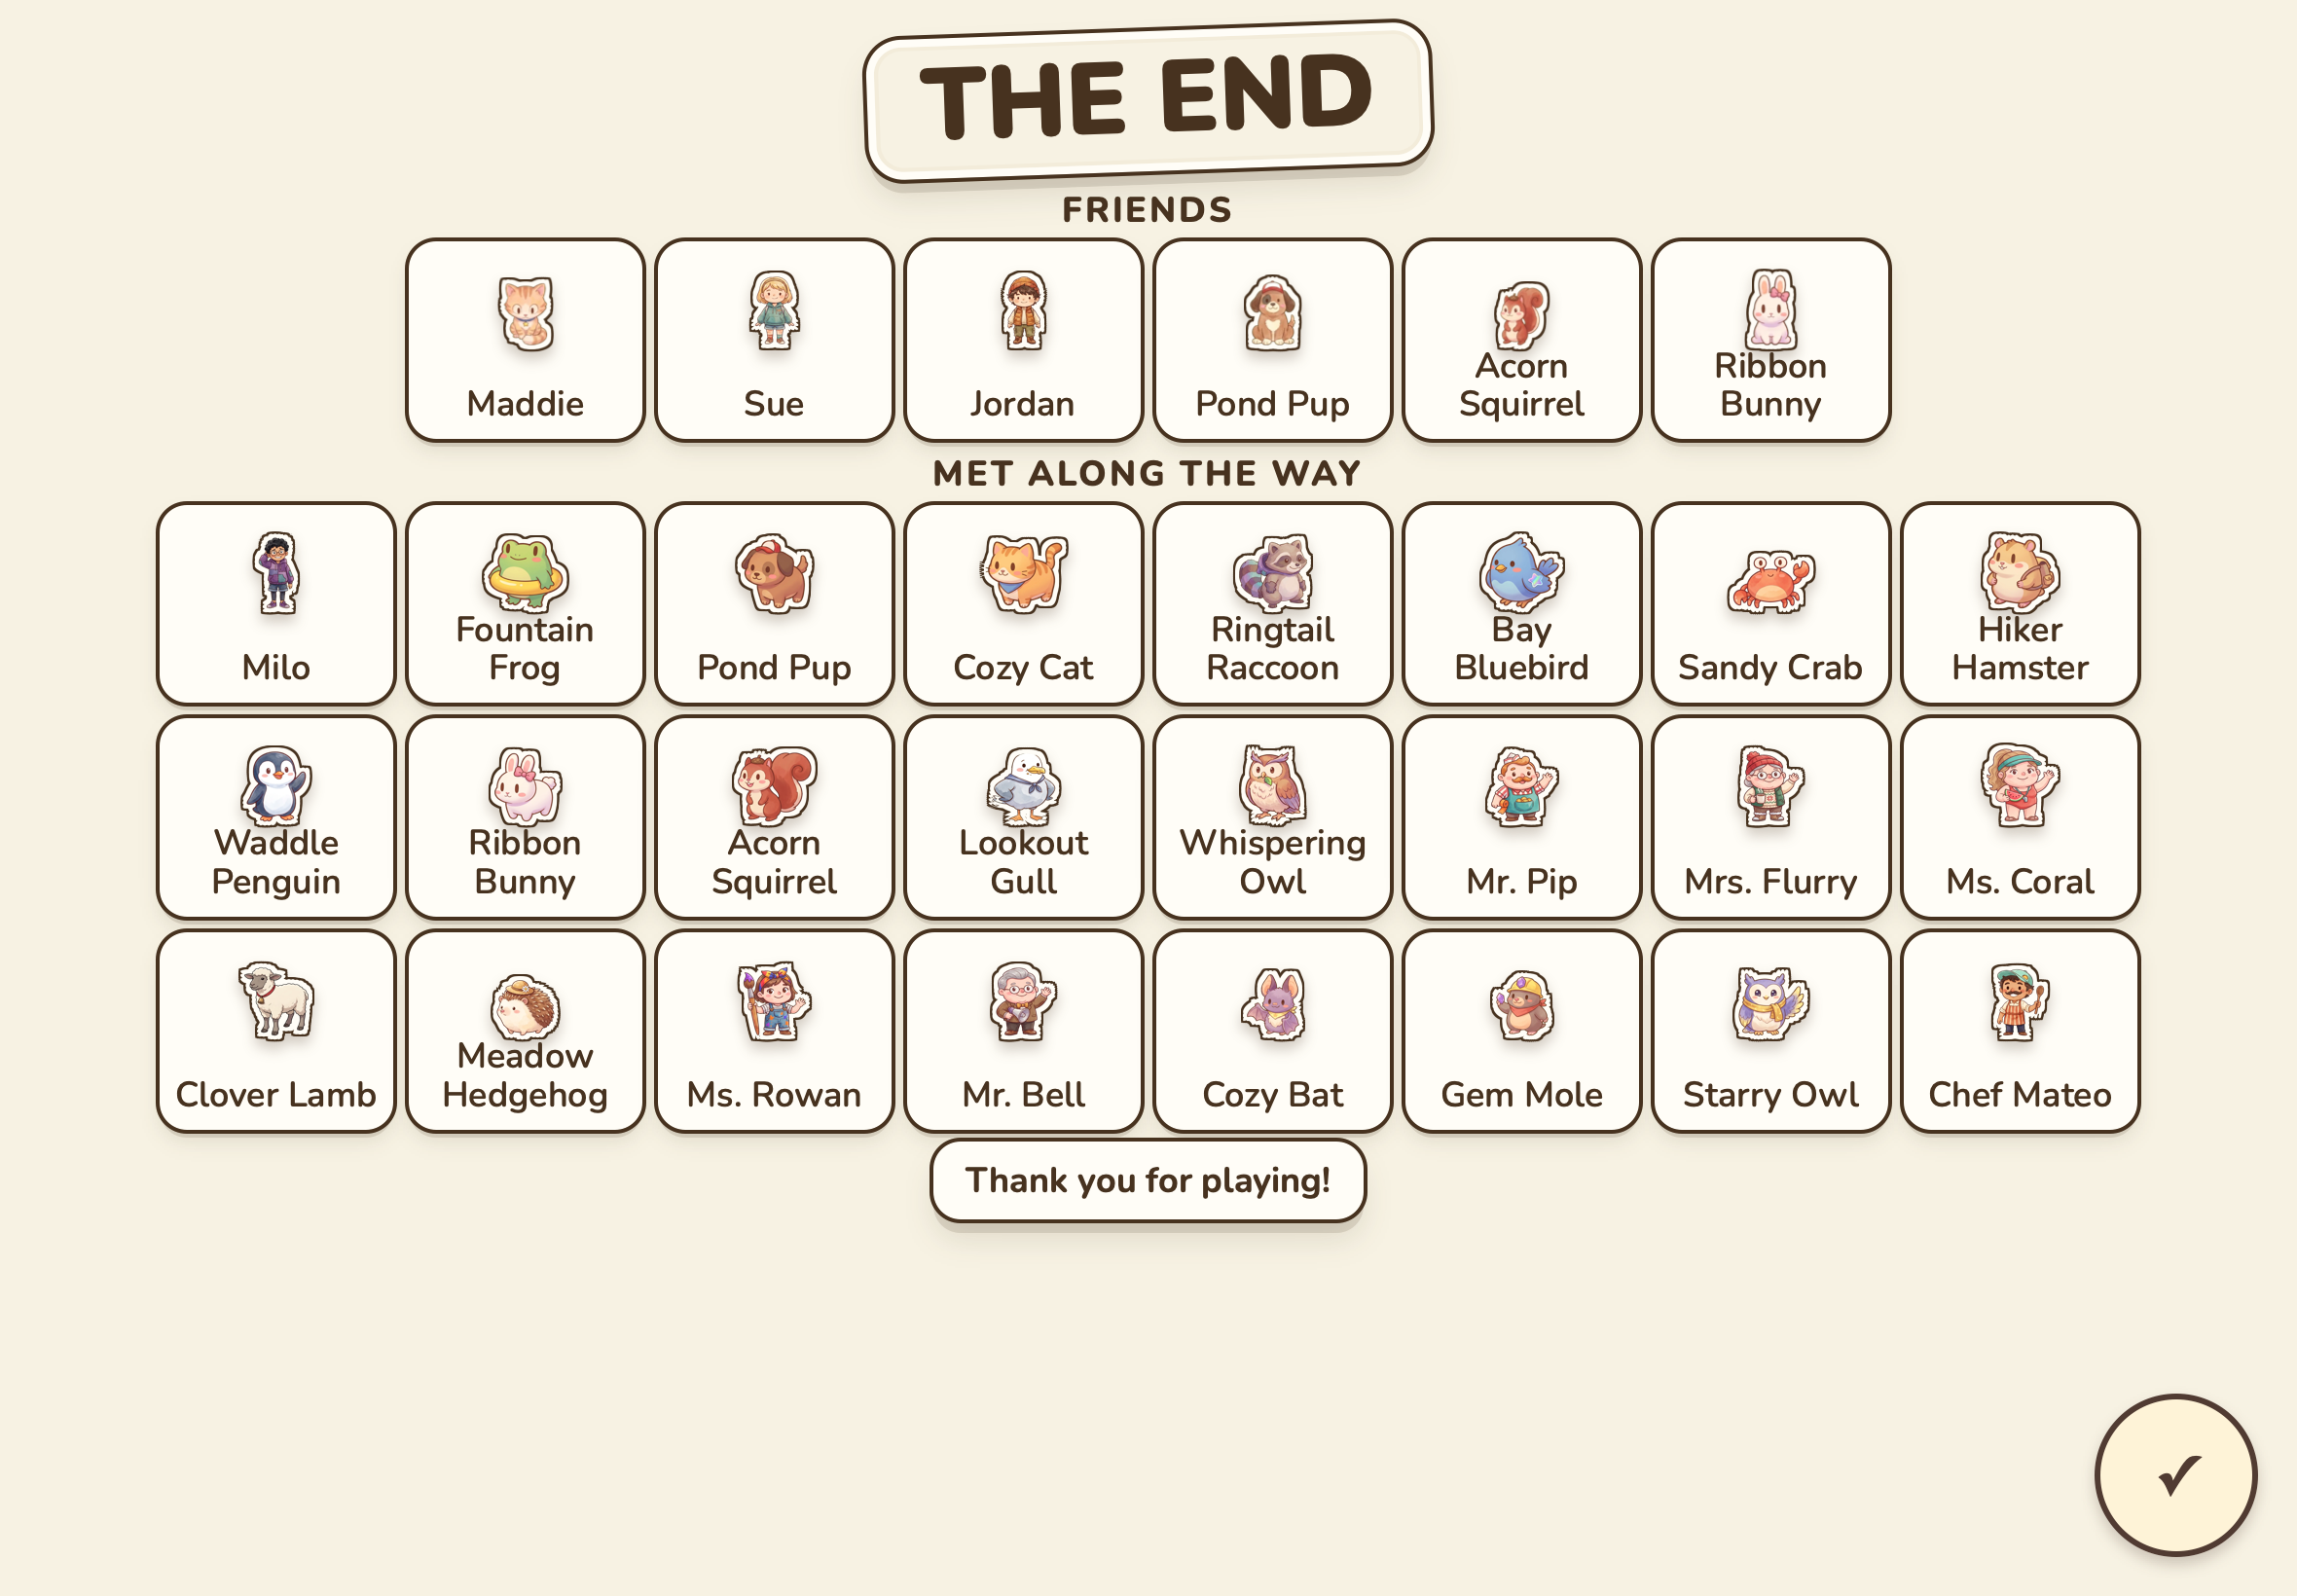 THE END
FRIENDS
Maddie
Sue
Jordan
Pond Pup
Acorn
Squirrel
Ribbon
Bunny
MET ALONG THE WAY
Milo
Fountain
Frog
Pond Pup
Cozy Cat
Ringtail
Raccoon
Bay
Bluebird
Sandy Crab
Hiker
Hamster
Waddle
Penguin
Ribbon
Bunny
Acorn
Squirrel
Lookout
Gull
Whispering
Owl
Mr. Pip
Mrs. Flurry
Ms. Coral
Clover Lamb
Meadow
Hedgehog
Ms. Rowan
Mr. Bell
Cozy Bat
Gem Mole
Starry Owl
Chef Mateo
Thank you for playing!